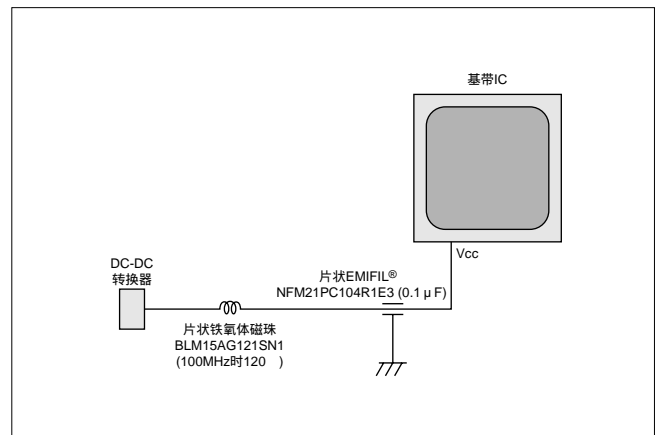 基带IC
Vcc
DC-DC
转换器
片状EMIFIL®
NFM21PC104R1E3 (0.1 μ F)
片状铁氧体磁珠
BLM15AG121SN1
(100MHz时120 )